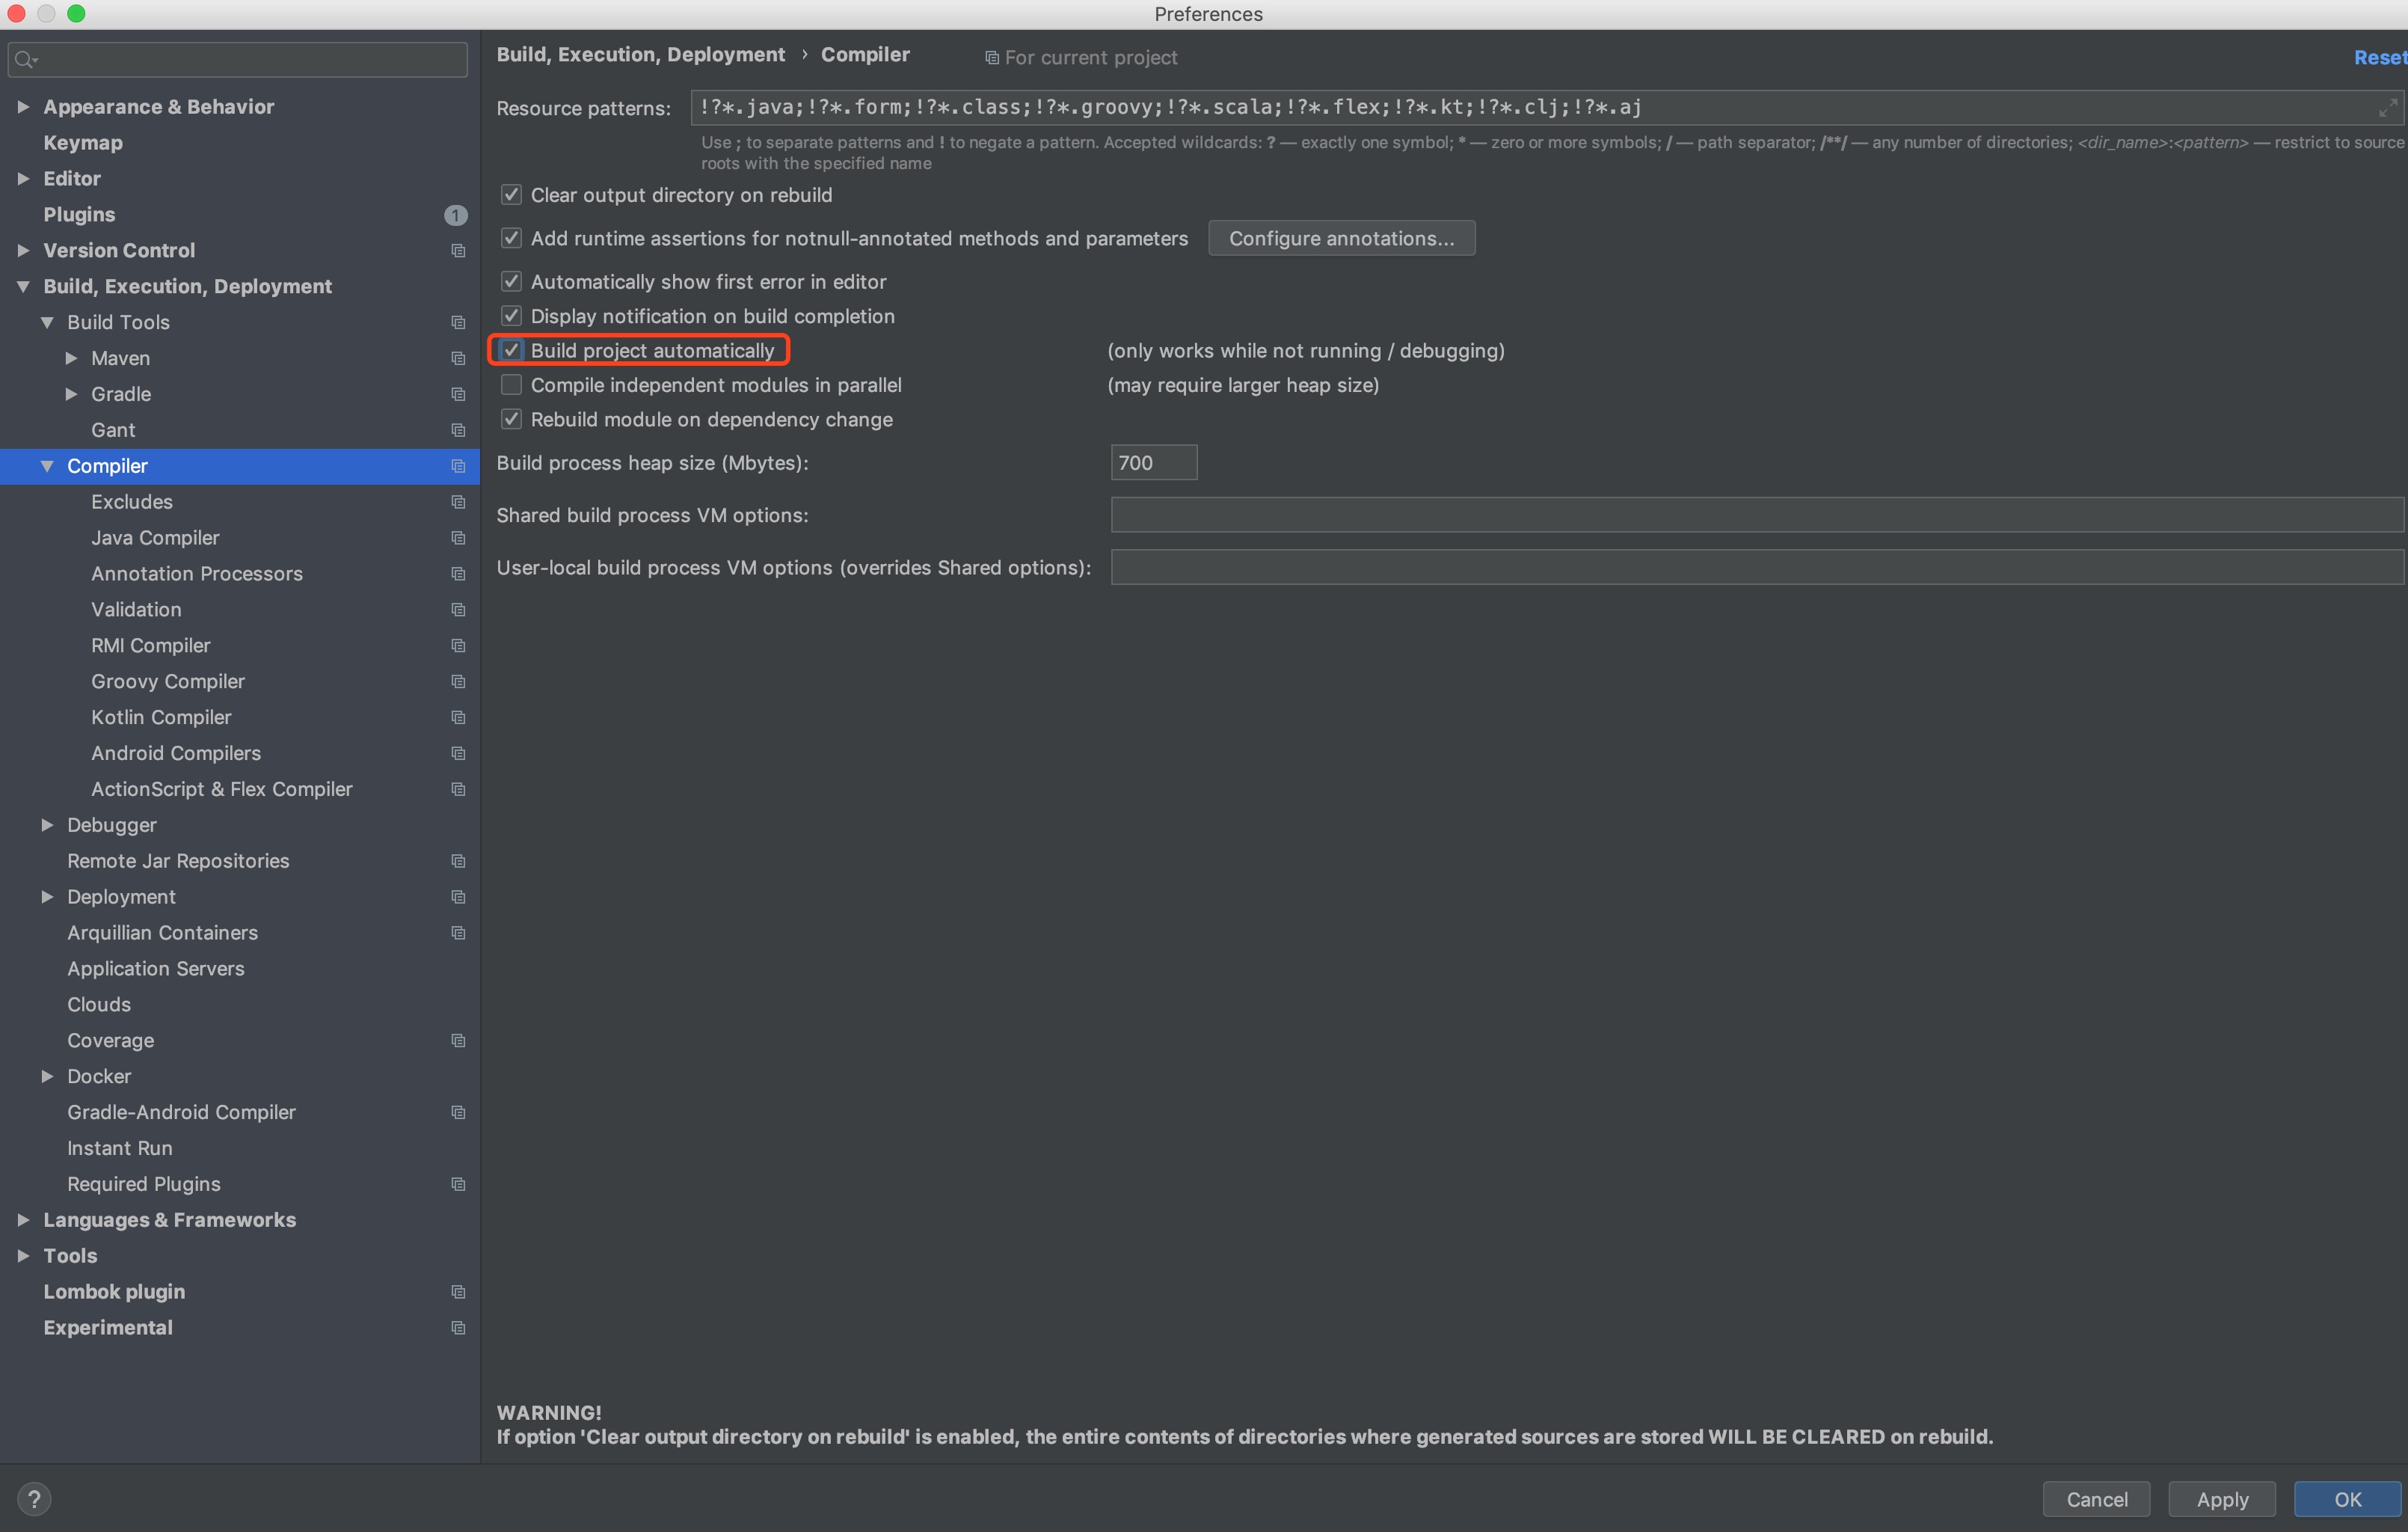 Preferences
Appearance & Behavior
Keymap
Editor
Plugins 1
Version Control
Build, Execution, Deployment
Build Tools
Maven
Gradle
Gant
Compiler
Excludes
Java Compiler
Annotation Processors
Validation
RMI Compiler
Groovy Compiler
Kotlin Compiler
Android Compilers
ActionScript & Flex Compiler
Debugger
Remote Jar Repositories
Deployment
Arquillian Containers
Application Servers
Clouds
Coverage
Docker
Gradle-Android Compiler
Instant Run
Required Plugins
Languages & Frameworks
Tools
Lombok plugin
Experimental
Build, Execution, Deployment › Compiler For current project Reset
Resource patterns: !?*.java;!?*.form;!?*.class;!?*.groovy;!?*.scala;!?*.flex;!?*.kt;!?*.clj;!?*.aj
Use ; to separate patterns and ! to negate a pattern. Accepted wildcards: ? — exactly one symbol; * — zero or more symbols; / — path separator; /**/ — any number of directories; <dir_name>:<pattern> — restrict to source
roots with the specified name
Clear output directory on rebuild
Add runtime assertions for notnull-annotated methods and parameters Configure annotations...
Automatically show first error in editor
Display notification on build completion
Build project automatically (only works while not running / debugging)
Compile independent modules in parallel (may require larger heap size)
Rebuild module on dependency change
Build process heap size (Mbytes): 700
Shared build process VM options:
User-local build process VM options (overrides Shared options):
WARNING!
If option 'Clear output directory on rebuild' is enabled, the entire contents of directories where generated sources are stored WILL BE CLEARED on rebuild.
? Cancel Apply OK